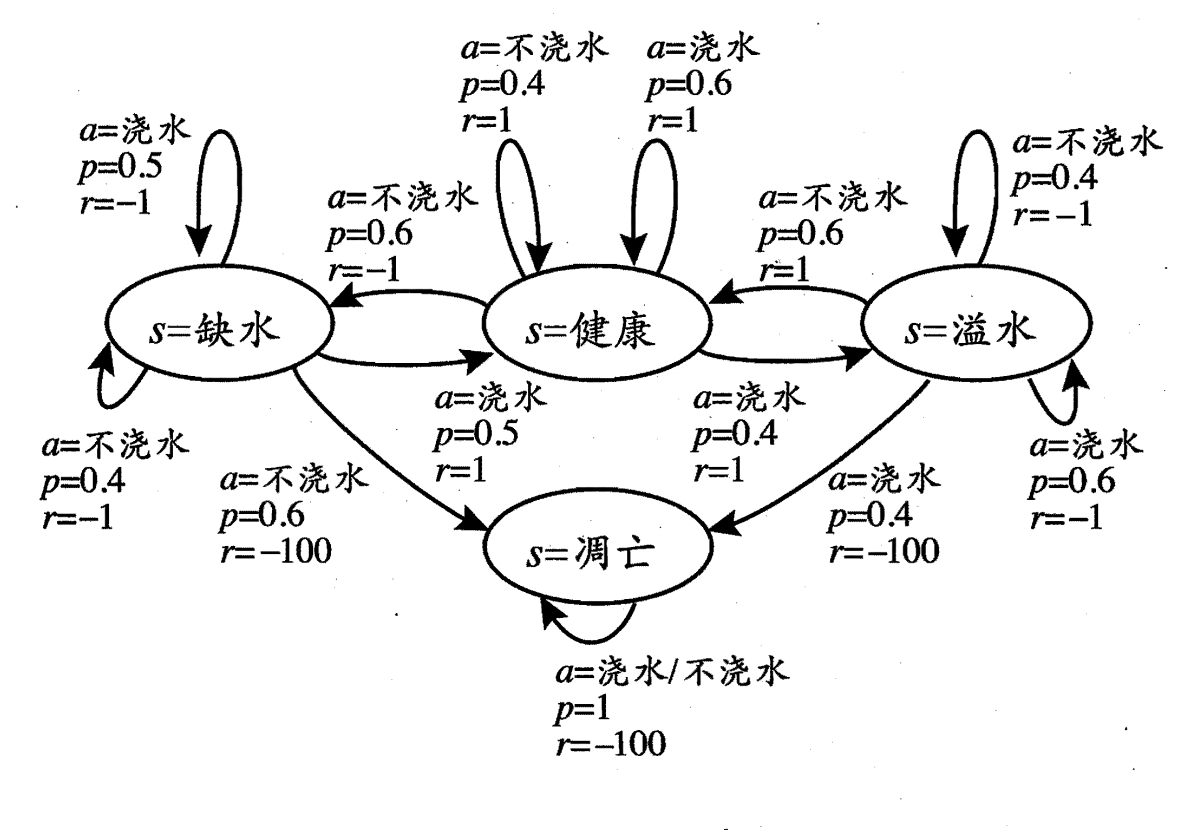 a=不浇水
p=0.4
r=1
a=浇水
p=0.6
r=1
a=浇水
p=0.5
r=-1
a=不浇水
p=0.4
r=-1
a=不浇水
p=0.6
r=-1
a=不浇水
p=0.6
r=1
s=缺水
s=健康
s=溢水
a=浇水
p=0.5
r=1
a=浇水
p=0.4
r=1
a=不浇水
p=0.4
r=-1
a=不浇水
p=0.6
r=-100
a=浇水
p=0.4
r=-100
a=浇水
p=0.6
r=-1
s=凋亡
a=浇水/不浇水
p=1
r=-100